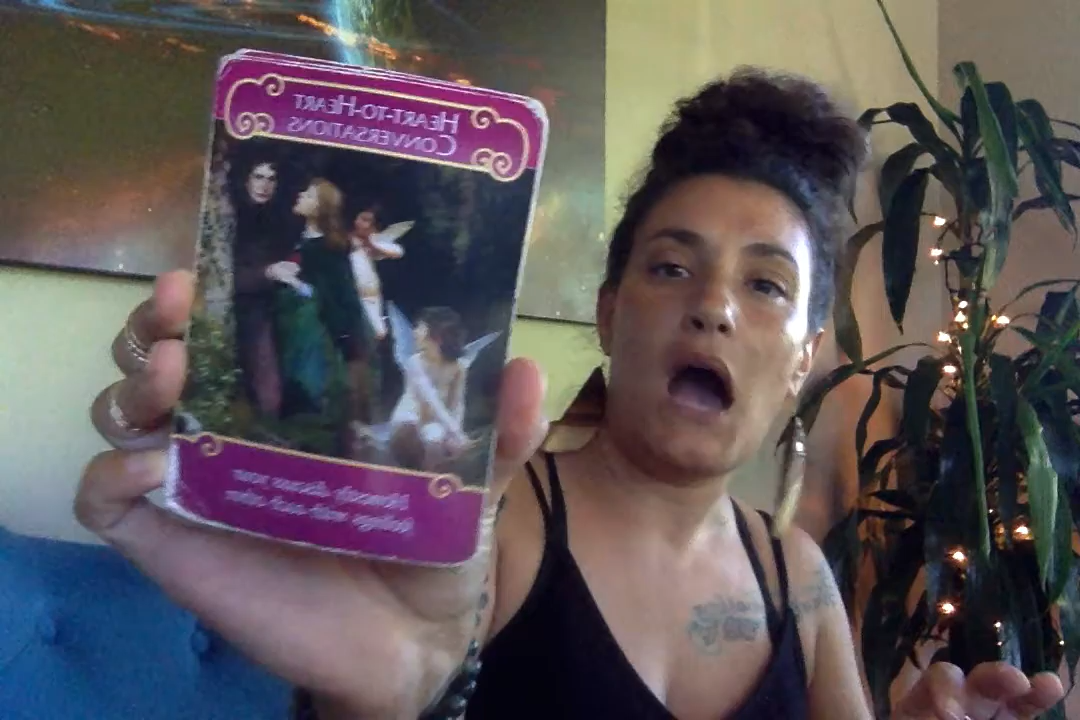 HEART-TO-HEART
CONVERSATIONS
Honestly discuss your
feelings with each other.